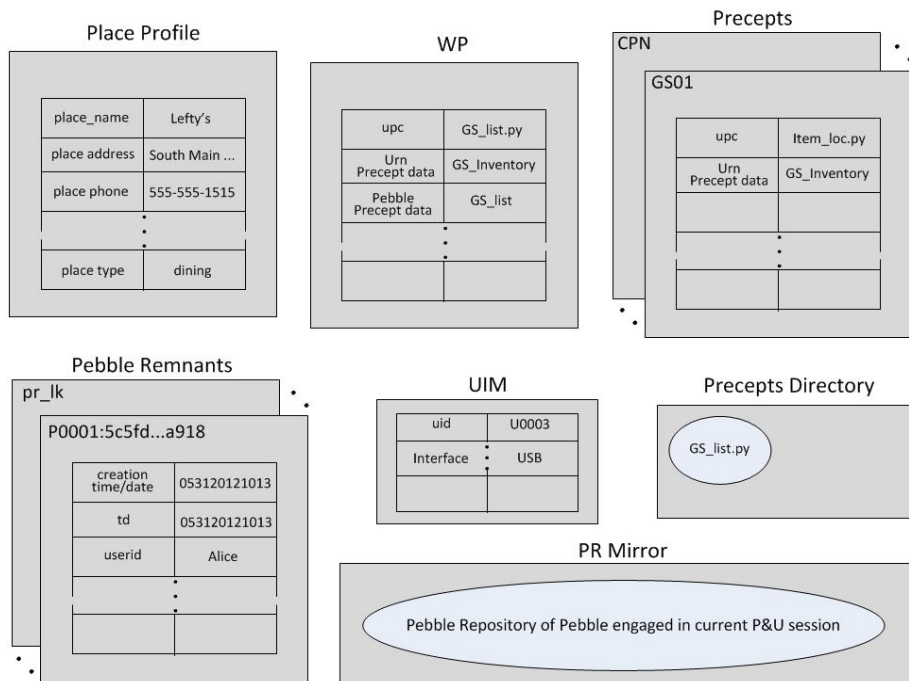 Place Profile
place_name Lefty's
place address South Main ...
place phone 555-555-1515
place type dining
WP
upc GS_list.py
Urn
Precept data GS_Inventory
Pebble
Precept data GS_list
Precepts
CPN
GS01
upc Item_loc.py
Urn
Precept data GS_Inventory
Pebble Remnants
pr_lk
P0001:5c5fd...a918
creation
time/date 053120121013
td 053120121013
userid Alice
UIM
uid U0003
Interface USB
Precepts Directory
GS_list.py
PR Mirror
Pebble Repository of Pebble engaged in current P&U session